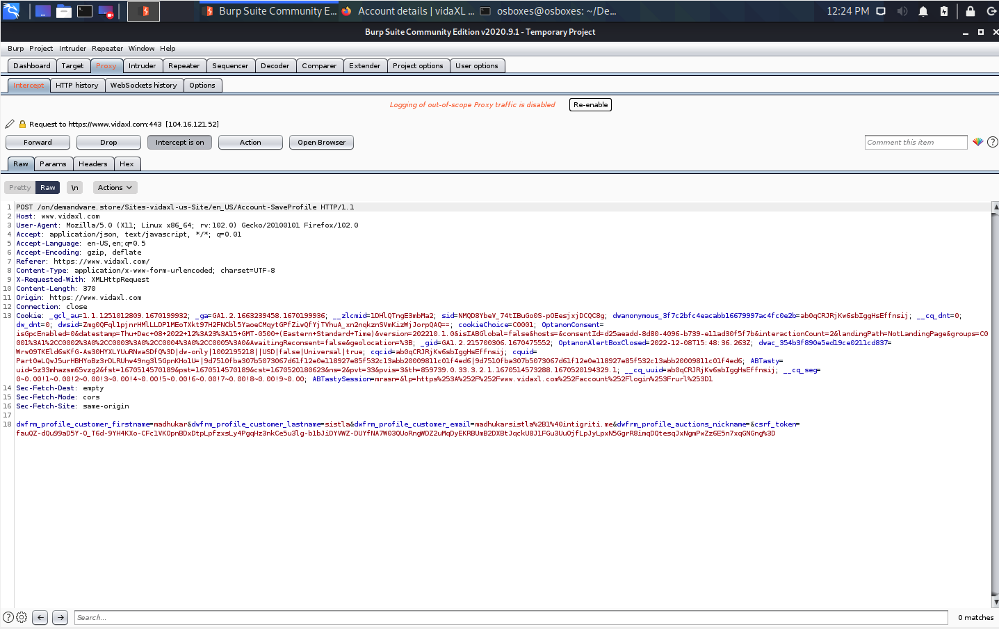 Burp Suite Community E... Account details | vidaXL ... osboxes@osboxes: ~/De... 12:24 PM
Burp Suite Community Edition v2020.9.1 - Temporary Project
Burp Project Intruder Repeater Window Help
Dashboard Target Proxy Intruder Repeater Sequencer Decoder Comparer Extender Project options User options
Intercept HTTP history WebSockets history Options
Logging of out-of-scope Proxy traffic is disabled Re-enable
Request to https://www.vidaxl.com:443 [104.16.121.52]
Forward Drop Intercept is on Action Open Browser Comment this item
Raw Params Headers Hex
Pretty Raw \n Actions
1 POST /on/demandware.store/Sites-vidaxl-us-Site/en_US/Account-SaveProfile HTTP/1.1
2 Host: www.vidaxl.com
3 User-Agent: Mozilla/5.0 (X11; Linux x86_64; rv:102.0) Gecko/20100101 Firefox/102.0
4 Accept: application/json, text/javascript, */*; q=0.01
5 Accept-Language: en-US,en;q=0.5
6 Accept-Encoding: gzip, deflate
7 Referer: https://www.vidaxl.com/
8 Content-Type: application/x-www-form-urlencoded; charset=UTF-8
9 X-Requested-With: XMLHttpRequest
10 Content-Length: 370
11 Origin: https://www.vidaxl.com
12 Connection: close
13 Cookie: _gcl_au=1.1.1251012809.1670199932; _ga=GA1.2.1663239458.1670199936; __zlcmid=1DHlQTngE3mbMa2; sid=NMQD8YbeV_74tIBuGo0S-pOEesjxjDCQC8g; dwanonymous_3f7c2bfc4eacabb16679997ac4fc0e2b=ab0qCRJRjKw6sbIggHsEffnsij; __cq_dnt=0;
dw_dnt=0; dwsid=Zmg0QFql1pjnrHMlLLDP1MEoTXkt97H2FNCbl5YaoeCMqytGPfZiwQfYjTVhuA_xn2nqkznSVmKizWjJorpQAQ==; cookieChoice=C0001; OptanonConsent=
isGpcEnabled=0&datestamp=Thu+Dec+08+2022+12%3A23%3A15+GMT-0500+(Eastern+Standard+Time)&version=202210.1.0&isIABGlobal=false&hosts=&consentId=d25aeadd-8d80-4096-b739-e11ad30f5f7b&interactionCount=2&landingPath=NotLandingPage&groups=C0
001%3A1%2CC0002%3A0%2CC0003%3A0%2CC0004%3A0%2CC0005%3A0&AwaitingReconsent=false&geolocation=%3B; _gid=GA1.2.215700306.1670475552; OptanonAlertBoxClosed=2022-12-08T15:48:36.263Z; dwac_354b3f890e5ed19ce0211cd837=
Wrw09TKEld6sKfG-As30HYXLYUuRNwaSDfQ%3D|dw-only|1002195218||USD|false|Universal|true; cqcid=ab0qCRJRjKw6sbIggHsEffnsij; cquid=
Part0eLQwJ5urHBHYoBz3rDLRUhw49ng3l5GpnKHo1U=|9d7510fba307b5073067d61f12e0e118927e85f532c13abb20009811c01f4ed6|9d7510fba307b5073067d61f12e0e118927e85f532c13abb20009811c01f4ed6; ABTasty=
uid=5z33mhazsm65vzg2&fst=1670514570189&pst=1670514570189&cst=1670520180623&ns=2&pvt=33&pvis=3&th=859739.0.33.3.2.1.1670514573288.1670520194329.1; __cq_uuid=ab0qCRJRjKw6sbIggHsEffnsij; __cq_seg=
0~0.00!1~0.00!2~0.00!3~0.00!4~0.00!5~0.00!6~0.00!7~0.00!8~0.00!9~0.00; ABTastySession=mrasn=&lp=https%253A%252F%252Fwww.vidaxl.com%252Faccount%252Flogin%253Frurl%253D1
14 Sec-Fetch-Dest: empty
15 Sec-Fetch-Mode: cors
16 Sec-Fetch-Site: same-origin
17
18 dwfrm_profile_customer_firstname=madhukar&dwfrm_profile_customer_lastname=sistla&dwfrm_profile_customer_email=madhukarsistla%2B1%40intigriti.me&dwfrm_profile_auctions_nickname=&csrf_token=
fauQZ-dQu99aD5Y-O_T6d-9YH4KXo-CFc1VKOpnBDxDtpLpfzxsLy4PgqHz3nkCe5u3lg-b1bJiDYVWZ-DUYfNA7W03QUoRngWDZ2uMqDyEKRBUmB2DXBtJqckU8J1FGu3UuOjfLpJyLpxN5GgrR8imqDQtesqJxNgmPwZz6E5n7xqGNGng%3D
Search... 0 matches